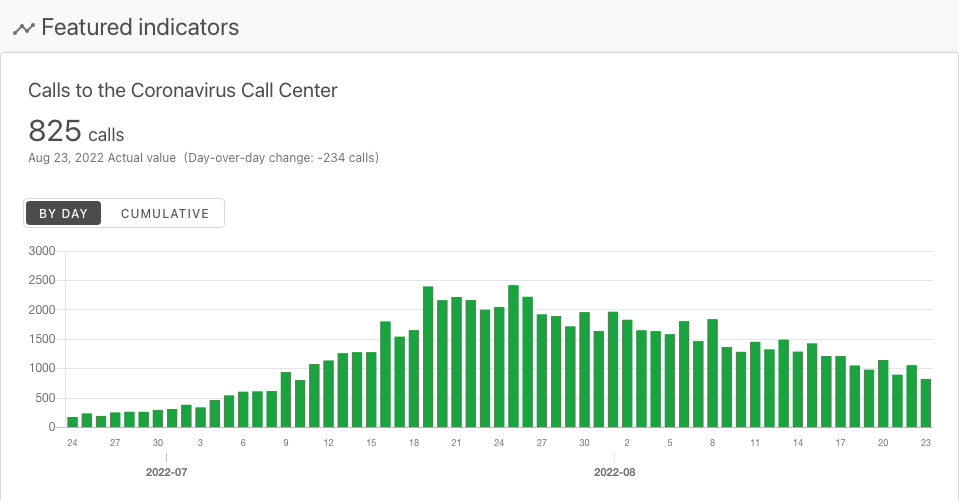 Featured indicators
Calls to the Coronavirus Call Center
825 calls
Aug 23, 2022 Actual value (Day-over-day change: -234 calls)
BY DAY CUMULATIVE
3000
2500
2000
1500
1000
500
0
24 27 30 3 6 9 12 15 18 21 24 27 30 2 5 8 11 14 17 20 23
2022-07 2022-08